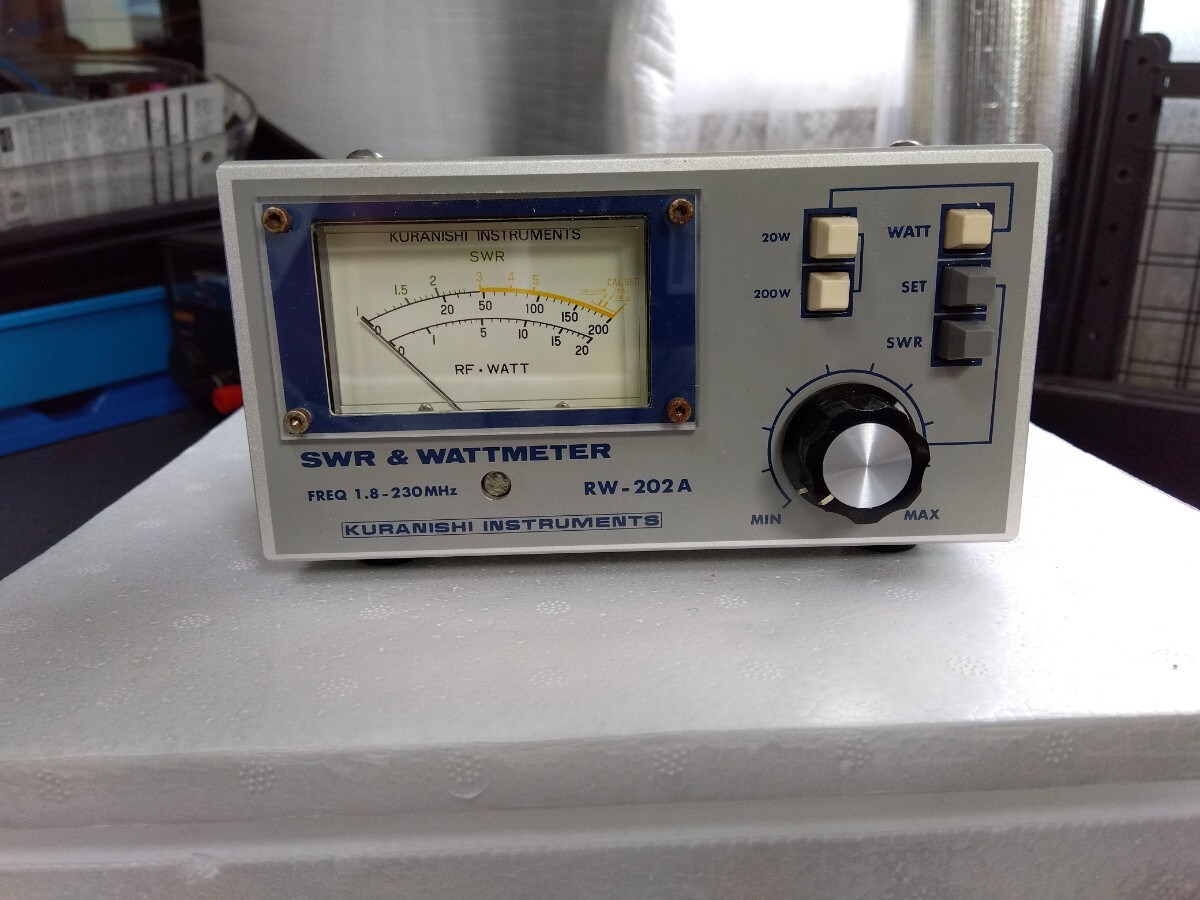 KURANISHI INSTRUMENTS
SWR
1 1.5 2 3 4 5
CAL.SET
0 20 50 100 150 200
0 1 5 10 15 20
RF・WATT
SWR & WATTMETER
FREQ 1.8-230MHz
RW-202A
KURANISHI INSTRUMENTS
20W
200W
WATT
SET
SWR
MIN
MAX